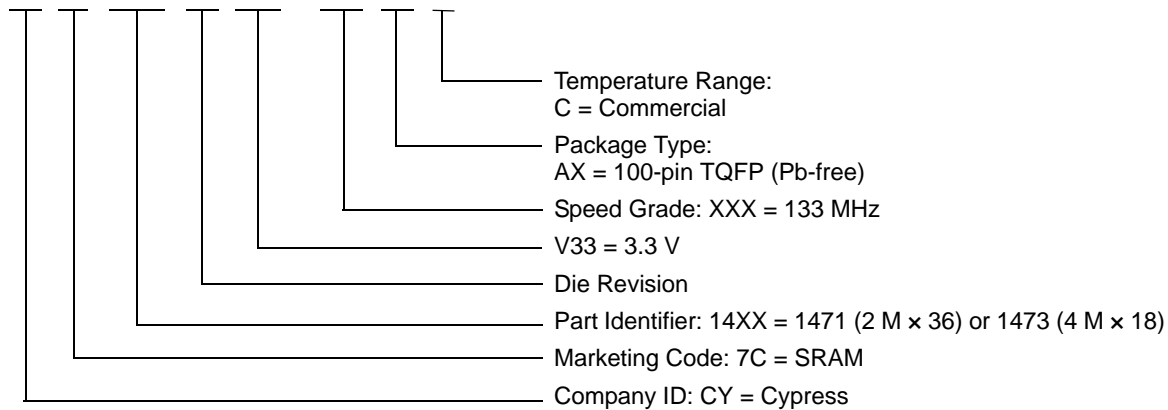 Temperature Range:
C = Commercial
Package Type:
AX = 100-pin TQFP (Pb-free)
Speed Grade: XXX = 133 MHz
V33 = 3.3 V
Die Revision
Part Identifier: 14XX = 1471 (2 M × 36) or 1473 (4 M × 18)
Marketing Code: 7C = SRAM
Company ID: CY = Cypress